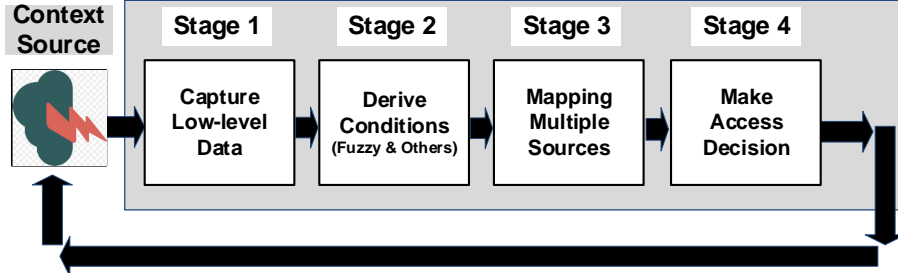 Context
Source
Stage 1
Stage 2
Stage 3
Stage 4
Capture
Low-level
Data
Derive
Conditions
(Fuzzy & Others)
Mapping
Multiple
Sources
Make
Access
Decision